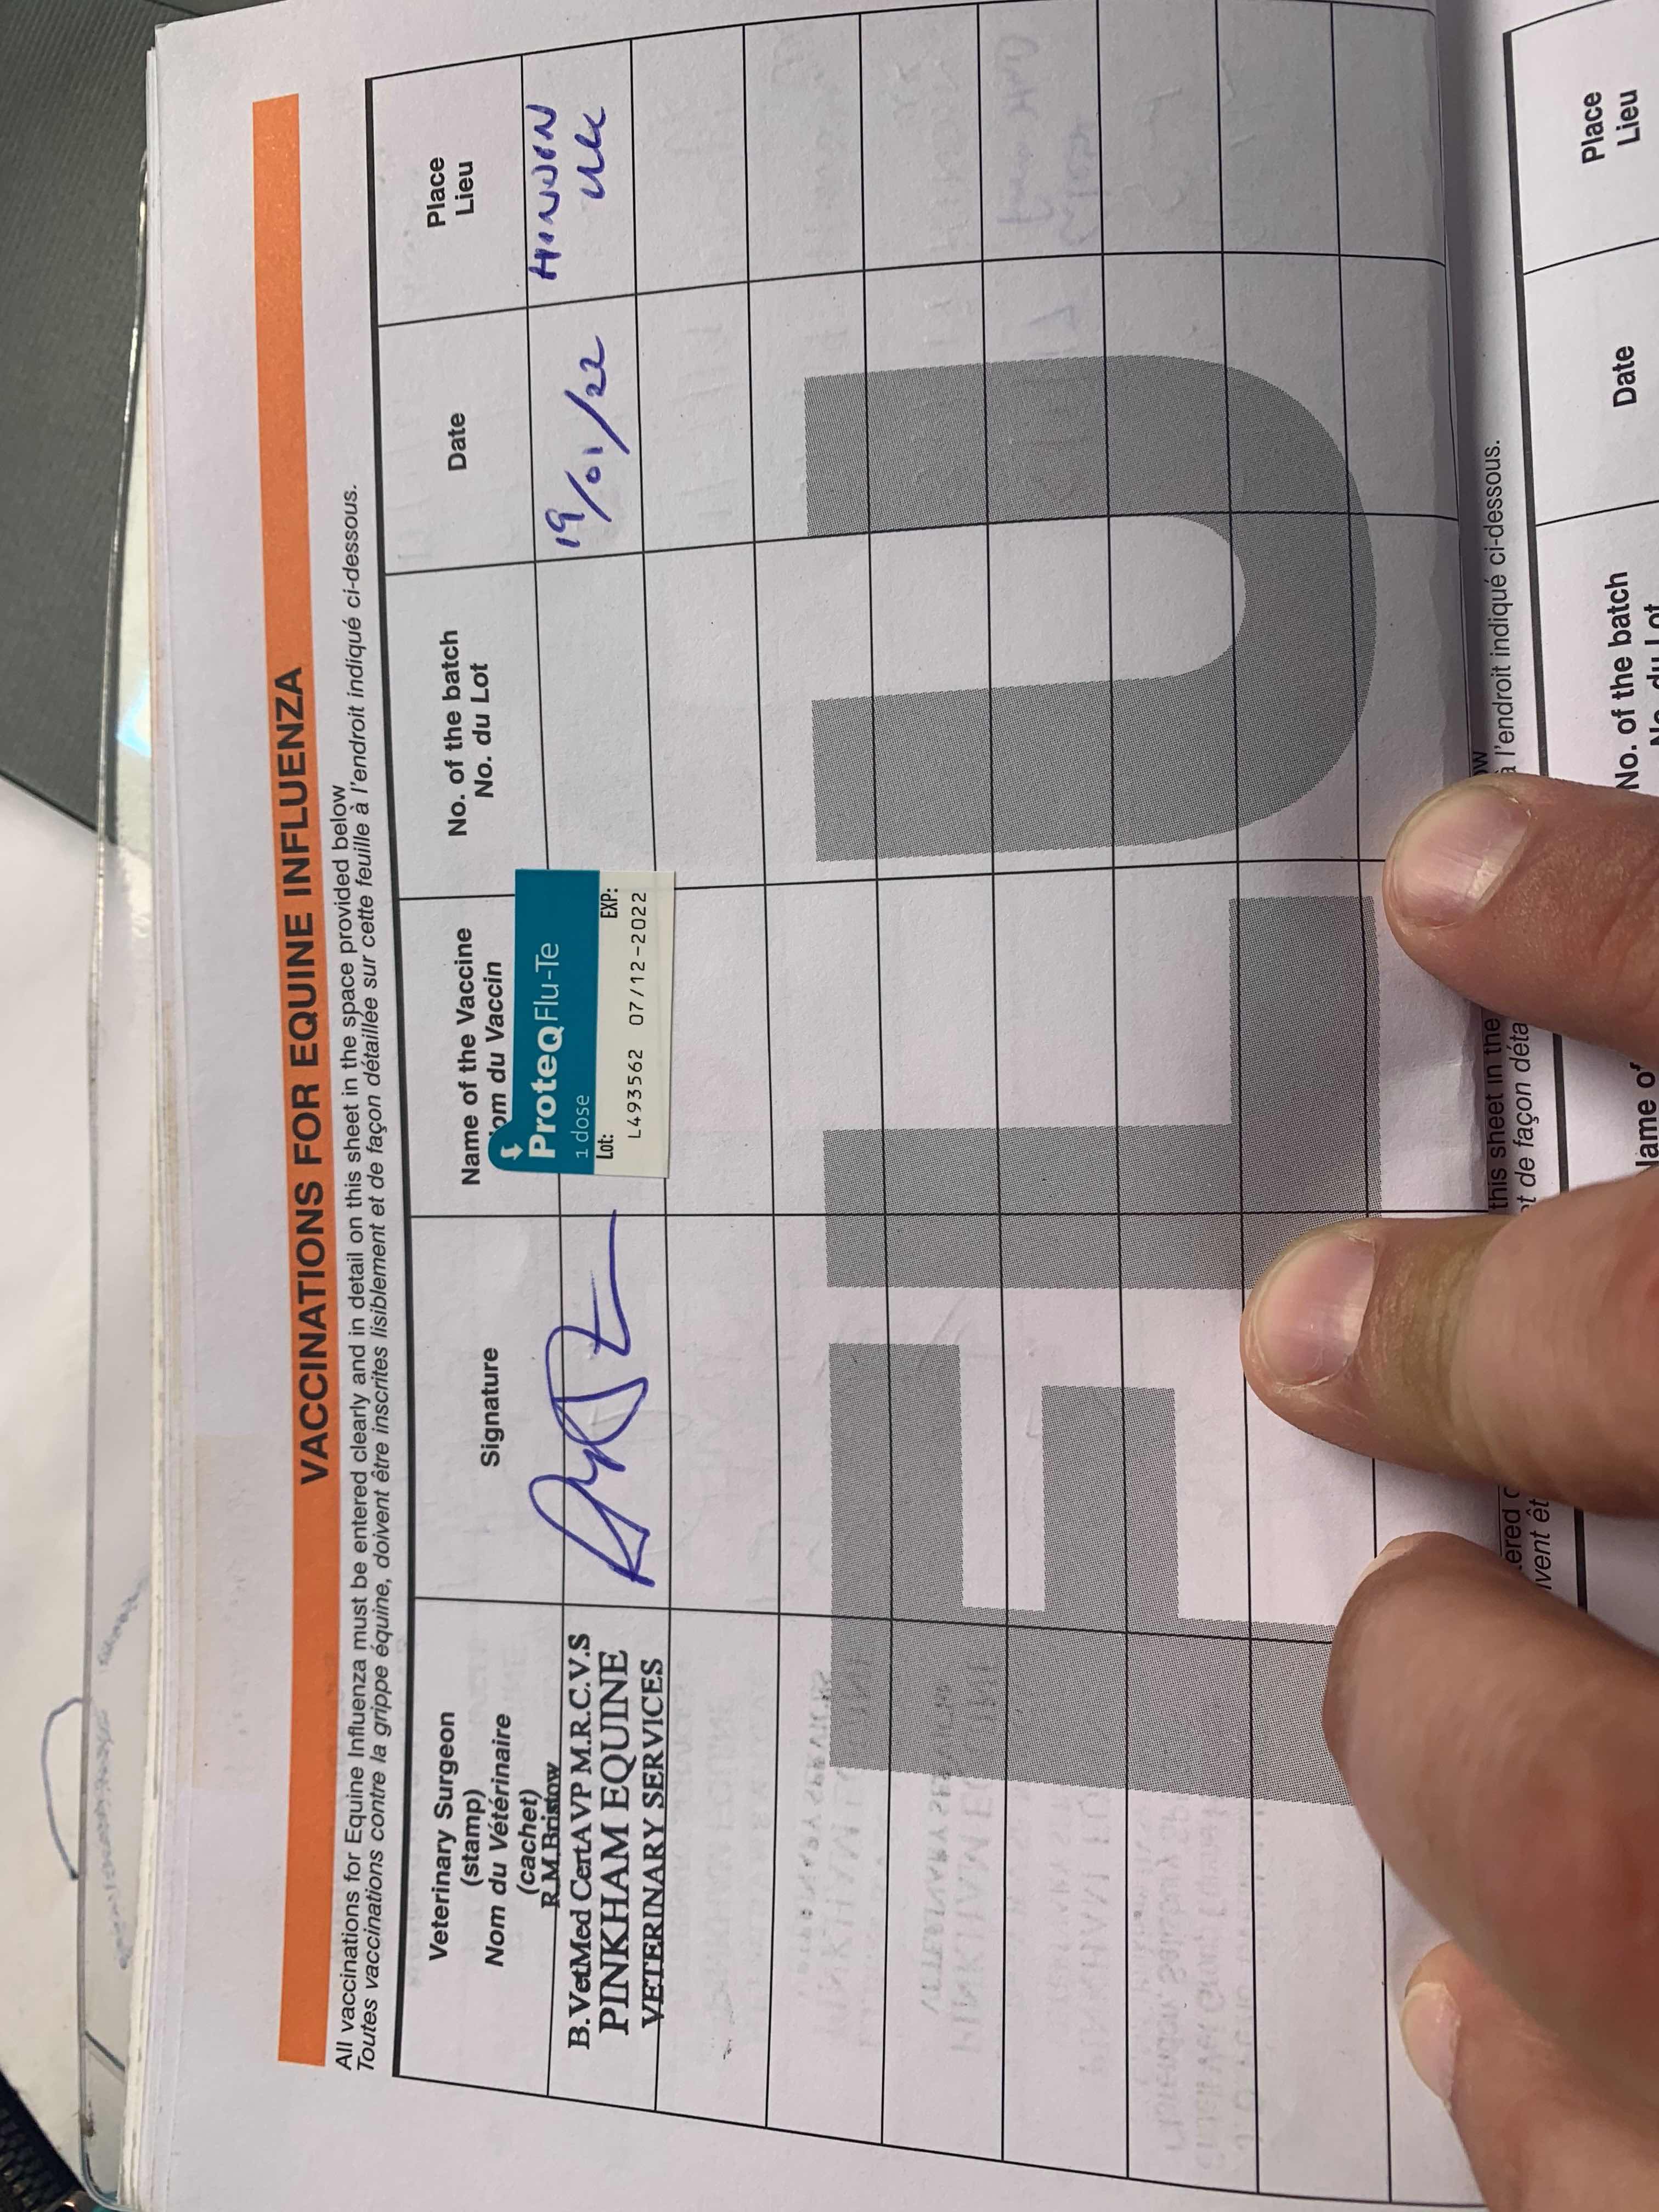 VACCINATIONS FOR EQUINE INFLUENZA
All vaccinations for Equine Influenza must be entered clearly and in detail on this sheet in the space provided below
Toutes vaccinations contre la grippe équine, doivent être inscrites lisiblement et de façon détaillée sur cette feuille à l'endroit indiqué ci-dessous.
Veterinary Surgeon
(stamp)
Nom du Vétérinaire
(cachet)
Signature
Name of the Vaccine
om du Vaccin
No. of the batch
No. du Lot
Date
Place
Lieu
R.M.Bristow
B.VetMed CertAVP M.R.C.V.S
PINKHAM EQUINE
VETERINARY SERVICES
ProteqFlu-Te
1 dose
Lot: EXP:
L493562 07/12-2022
19/01/22
UK
FLU
this sheet in the
l'endroit indiqué ci-dessous.
t de façon déta
No. of the batch
Date
Place
Lieu